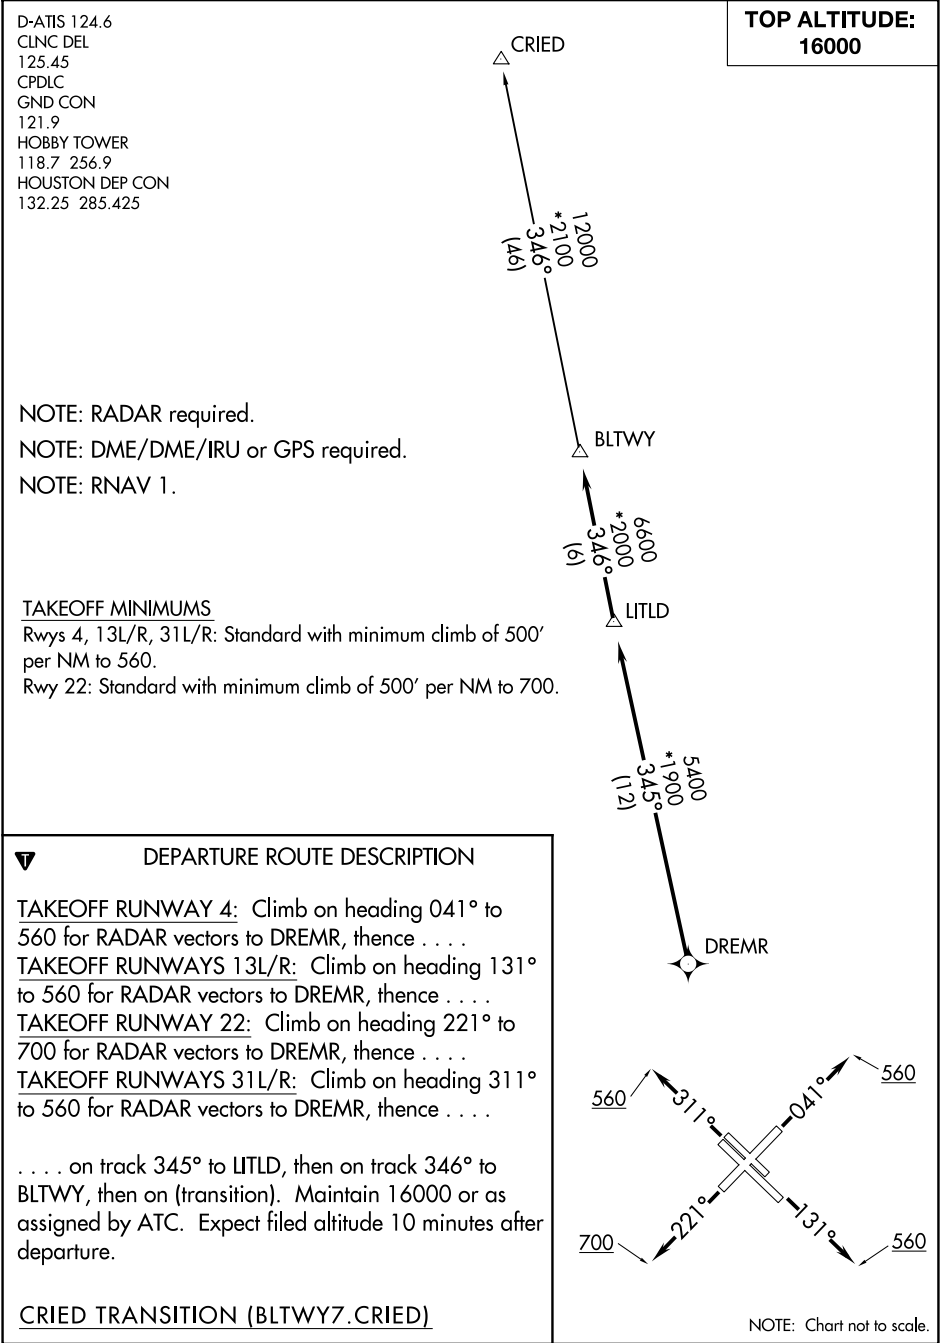 D-ATIS 124.6
CLNC DEL
125.45
CPDLC
GND CON
121.9
HOBBY TOWER
118.7 256.9
HOUSTON DEP CON
132.25 285.425
TOP ALTITUDE:
16000
CRIED
12000
*2100
346°
(46)
NOTE: RADAR required.
NOTE: DME/DME/IRU or GPS required.
NOTE: RNAV 1.
BLTWY
6600
*2000
346°
(6)
LITLD
TAKEOFF MINIMUMS
Rwys 4, 13L/R, 31L/R: Standard with minimum climb of 500'
per NM to 560.
Rwy 22: Standard with minimum climb of 500' per NM to 700.
5400
*1900
345°
(12)
DREMR
T
DEPARTURE ROUTE DESCRIPTION
TAKEOFF RUNWAY 4: Climb on heading 041° to
560 for RADAR vectors to DREMR, thence . . . .
TAKEOFF RUNWAYS 13L/R: Climb on heading 131°
to 560 for RADAR vectors to DREMR, thence . . . .
TAKEOFF RUNWAY 22: Climb on heading 221° to
700 for RADAR vectors to DREMR, thence . . . .
TAKEOFF RUNWAYS 31L/R: Climb on heading 311°
to 560 for RADAR vectors to DREMR, thence . . . .
. . . . on track 345° to LITLD, then on track 346° to
BLTWY, then on (transition). Maintain 16000 or as
assigned by ATC. Expect filed altitude 10 minutes after
departure.
CRIED TRANSITION (BLTWY7.CRIED)
560
311°
041°
560
700
221°
131°
560
NOTE: Chart not to scale.